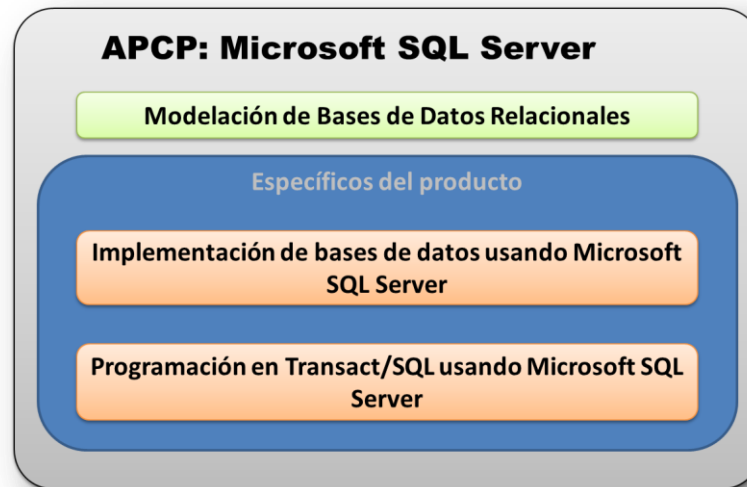 APCP: Microsoft SQL Server
Modelación de Bases de Datos Relacionales
Específicos del producto
Implementación de bases de datos usando Microsoft
SQL Server
Programación en Transact/SQL usando Microsoft SQL
Server